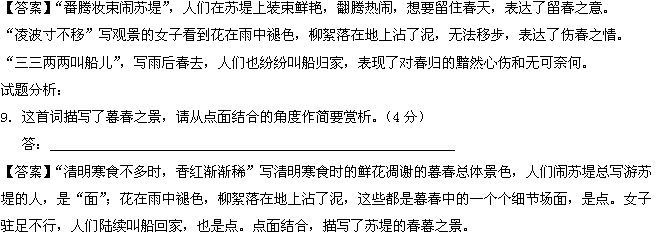 【答案】“番腾妆束闹苏堤”，人们在苏堤上装束鲜艳，翻腾热闹，想要留住春天，表达了留春之意。
“凌波寸不移”写观景的女子看到花在雨中褪色，柳絮落在地上沾了泥，无法移步，表达了伤春之情。
“三三两两叫船儿”，写雨后春去，人们也纷纷叫船归家，表现了对春归的黯然心伤和无可奈何。
试题分析：
9. 这首词描写了暮春之景，请从点面结合的角度作简要赏析。（4 分）
答：
【答案】“清明寒食不多时，香红渐渐稀”写清明寒食时的鲜花凋谢的暮春总体景色，人们闹苏堤总写游苏
堤的人，是“面”；花在雨中褪色，柳絮落在地上沾了泥，这些都是暮春中的一个个细节场面，是点。女子
驻足不行，人们陆续叫船回家，也是点。点面结合，描写了苏堤的春暮之景。